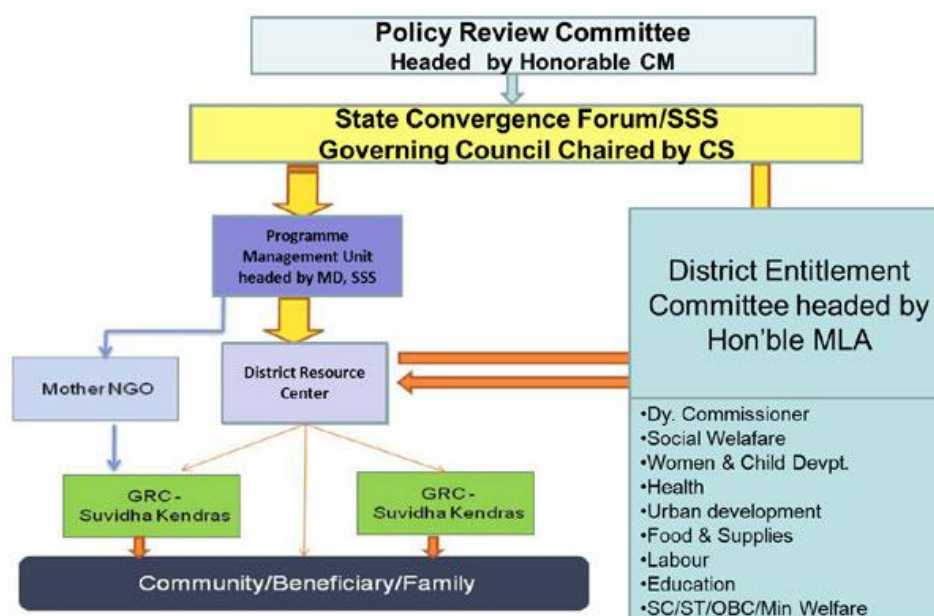 Policy Review Committee
Headed by Honorable CM
State Convergence Forum/SSS
Governing Council Chaired by CS
Programme
Management Unit
headed by MD, SSS
District Entitlement
Committee headed by
Hon'ble MLA
Mother NGO
District Resource
Center
•Dy. Commissioner
•Social Welafare
•Women & Child Devpt.
•Health
•Urban development
•Food & Supplies
•Labour
•Education
•SC/ST/OBC/Min Welfare
GRC-
Suvidha Kendras
GRC-
Suvidha Kendras
Community/Beneficiary/Family